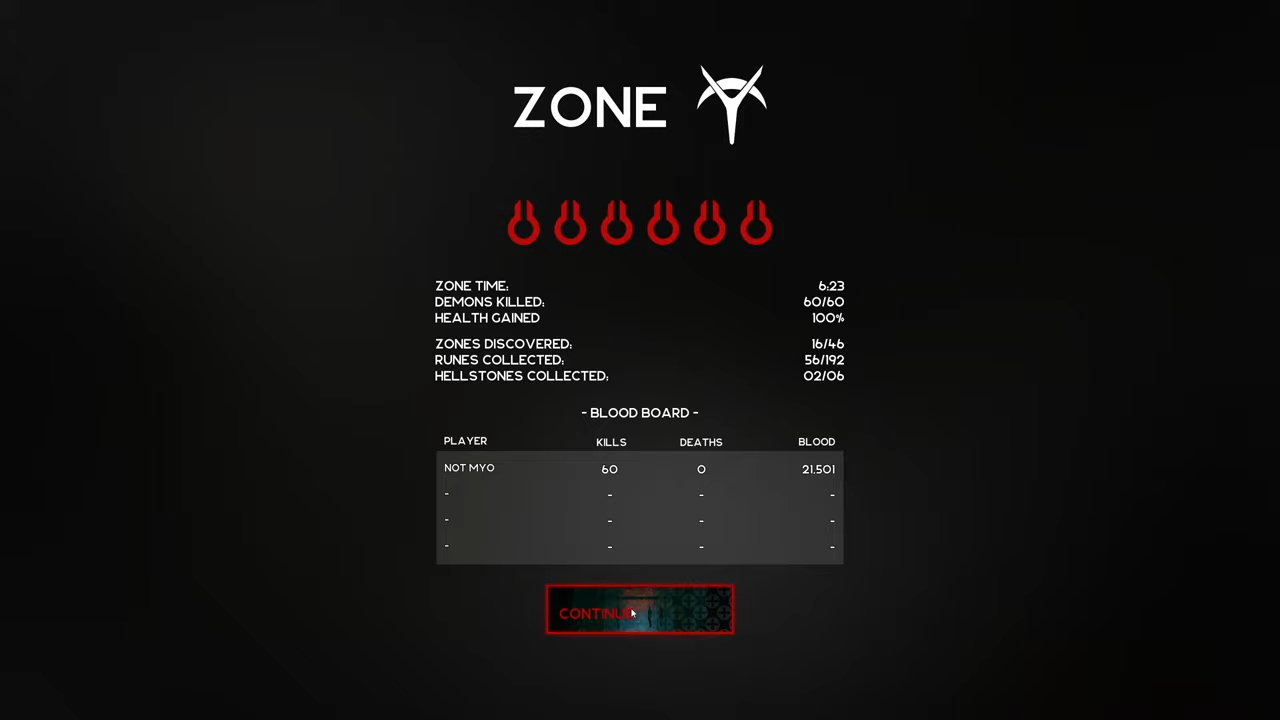 ZONE
ZONE TIME: 6:23
DEMONS KILLED: 60/60
HEALTH GAINED 100%
ZONES DISCOVERED: 16/46
RUNES COLLECTED: 56/192
HELLSTONES COLLECTED: 02/06
- BLOOD BOARD -
PLAYER KILLS DEATHS BLOOD
NOT MYO 60 0 21.501
- - - -
- - - -
- - - -
CONTINUE